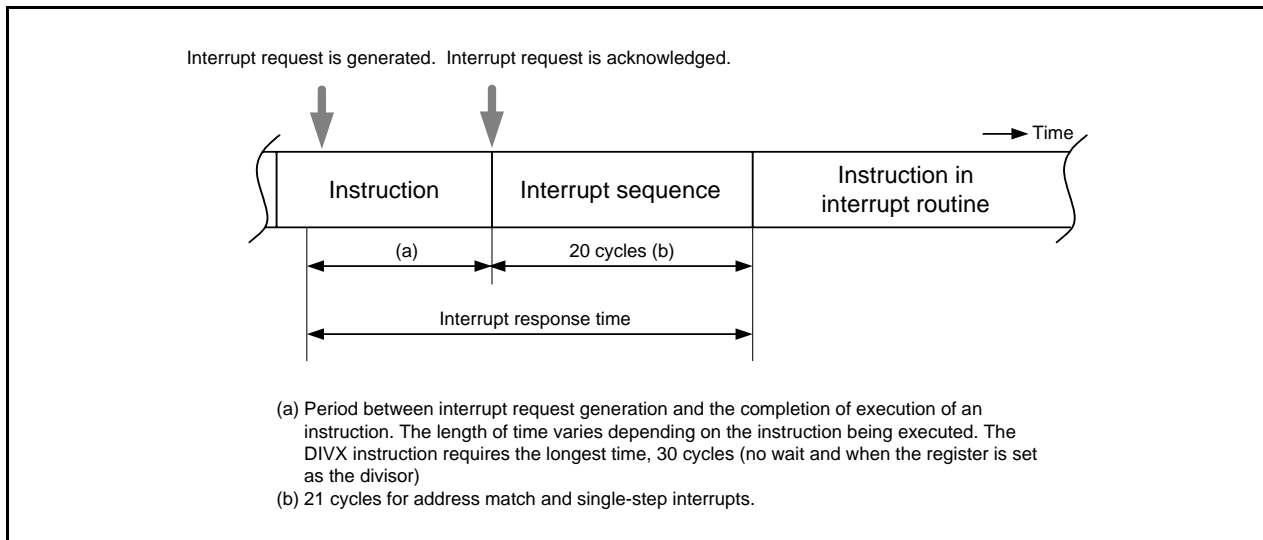 Interrupt request is generated. Interrupt request is acknowledged.
Time
Instruction
Interrupt sequence
Instruction in
interrupt routine
(a)
20 cycles (b)
Interrupt response time
(a) Period between interrupt request generation and the completion of execution of an
instruction. The length of time varies depending on the instruction being executed. The
DIVX instruction requires the longest time, 30 cycles (no wait and when the register is set
as the divisor)
(b) 21 cycles for address match and single-step interrupts.